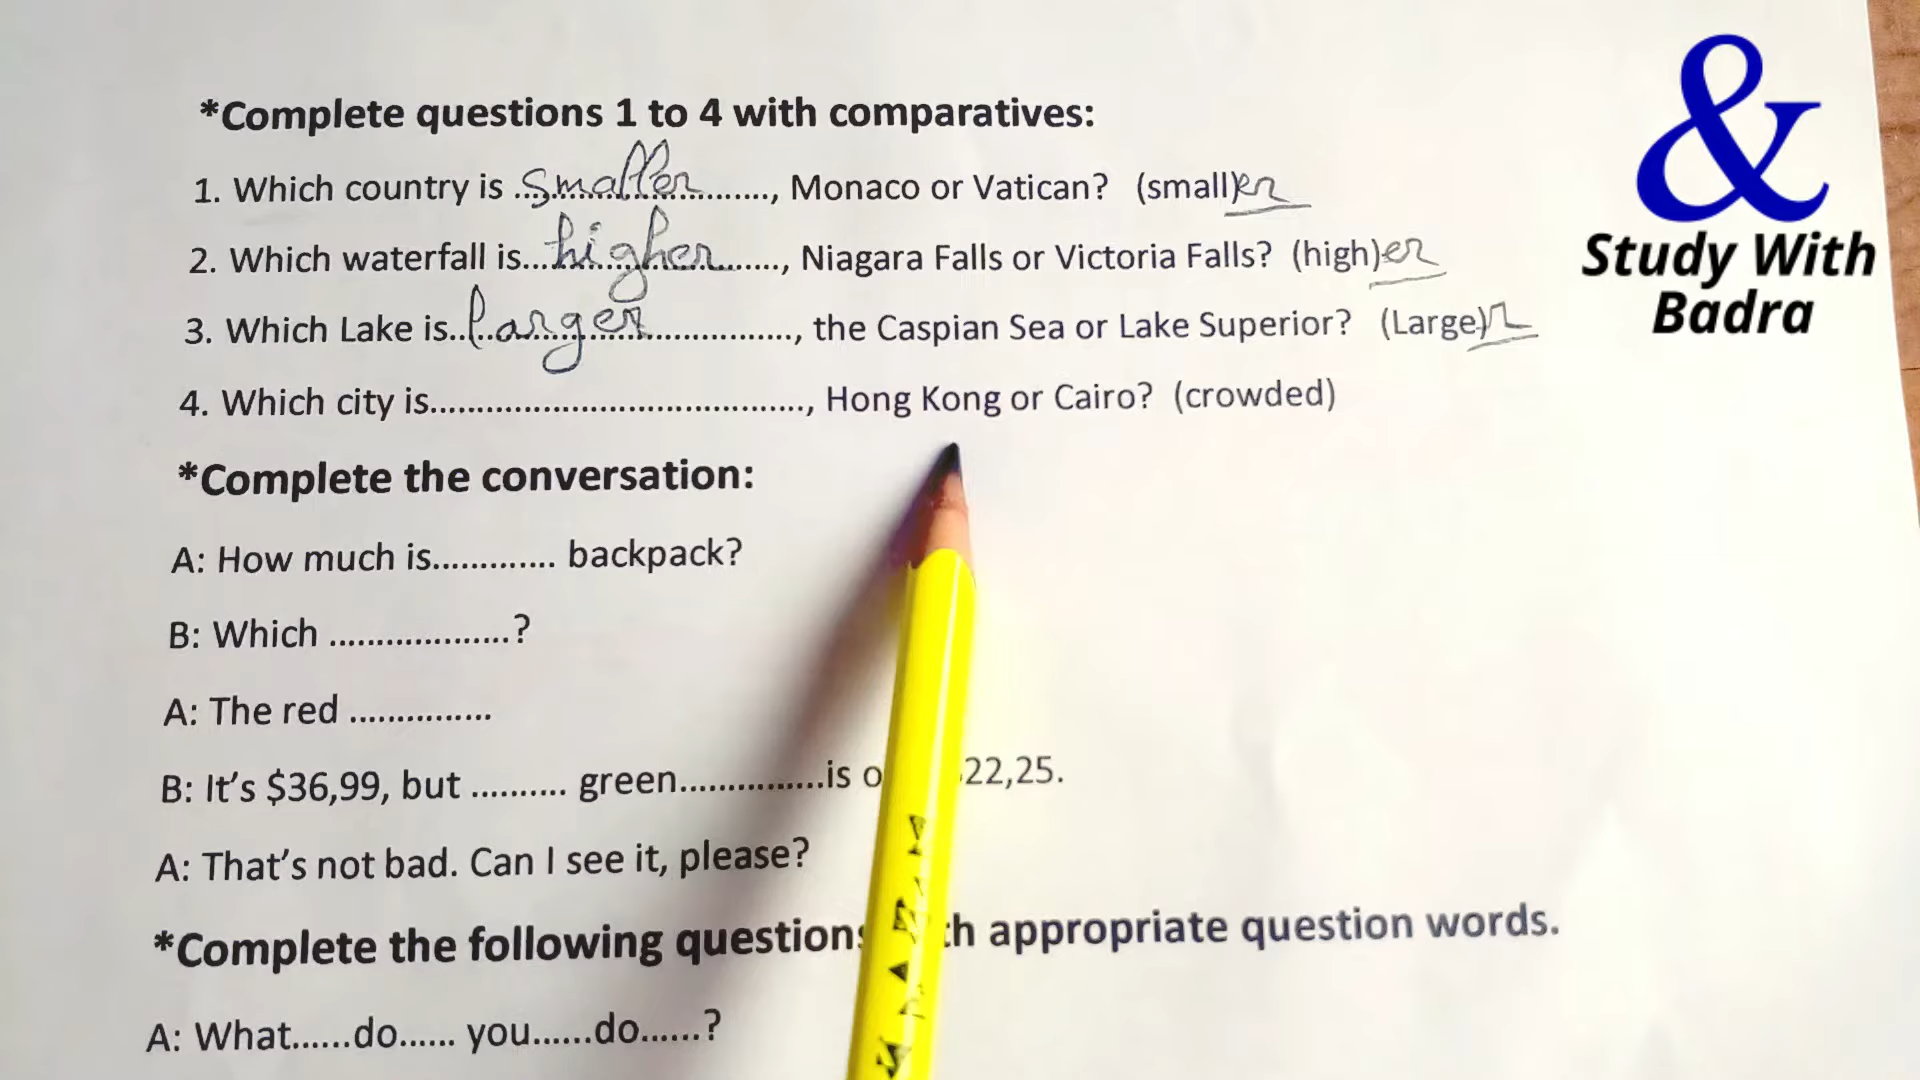 *Complete questions 1 to 4 with comparatives:
1. Which country is ..smaller........., Monaco or Vatican? (small)er
2. Which waterfall is...higher......, Niagara Falls or Victoria Falls? (high)er
3. Which Lake is..larger..............., the Caspian Sea or Lake Superior? (Large)r
4. Which city is......................................., Hong Kong or Cairo? (crowded)
*Complete the conversation:
A: How much is............. backpack?
B: Which ...................?
A: The red ...............
B: It's $36,99, but .......... green...............is 22,25.
A: That's not bad. Can I see it, please?
*Complete the following questions appropriate question words.
A: What......do...... you......do......?
&
Study With
Badra